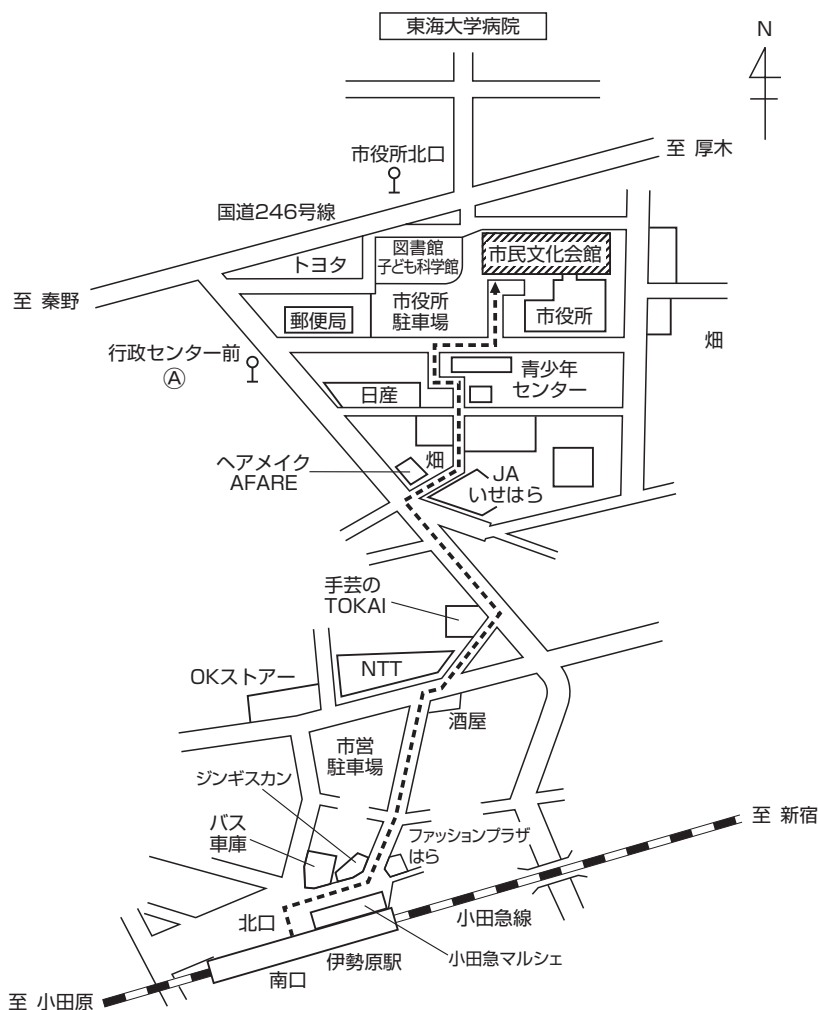 東海大学病院
N
至 厚木
市役所北口
国道246号線
トヨタ
図書館
子ども科学館
市民文化会館
至 秦野
郵便局
市役所
駐車場
市役所
畑
行政センター前
Ⓐ
青少年
センター
日産
ヘアメイク
AFARE
畑
JA
いせはら
手芸の
TOKAI
NTT
OKストアー
酒屋
市営
駐車場
ジンギスカン
バス
車庫
ファッションプラザ
はら
至 新宿
北口
小田急線
伊勢原駅
小田急マルシェ
南口
至 小田原